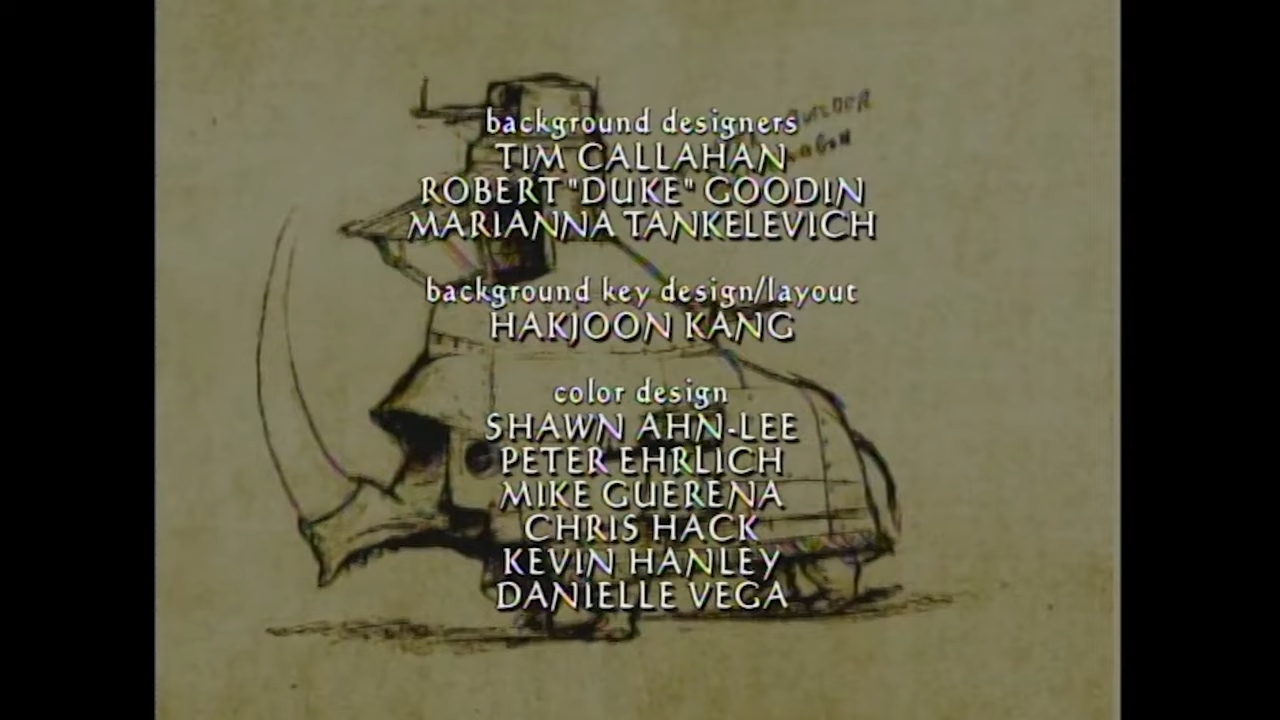 background designers
TIM CALLAHAN
ROBERT "DUKE" GOODIN
MARIANNA TANKELEVICH
background key design/layout
HAKJOON KANG
color design
SHAWN AHN-LEE
PETER EHRLICH
MIKE GUERENA
CHRIS HACK
KEVIN HANLEY
DANIELLE VEGA